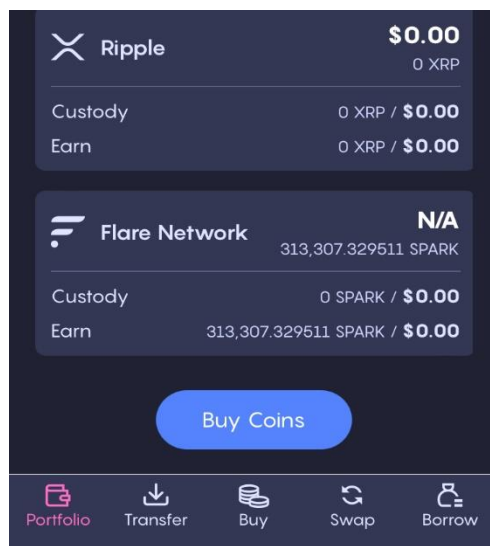 Ripple $0.00
0 XRP
Custody 0 XRP / $0.00
Earn 0 XRP / $0.00
Flare Network N/A
313,307.329511 SPARK
Custody 0 SPARK / $0.00
Earn 313,307.329511 SPARK / $0.00
Buy Coins
Portfolio Transfer Buy Swap Borrow